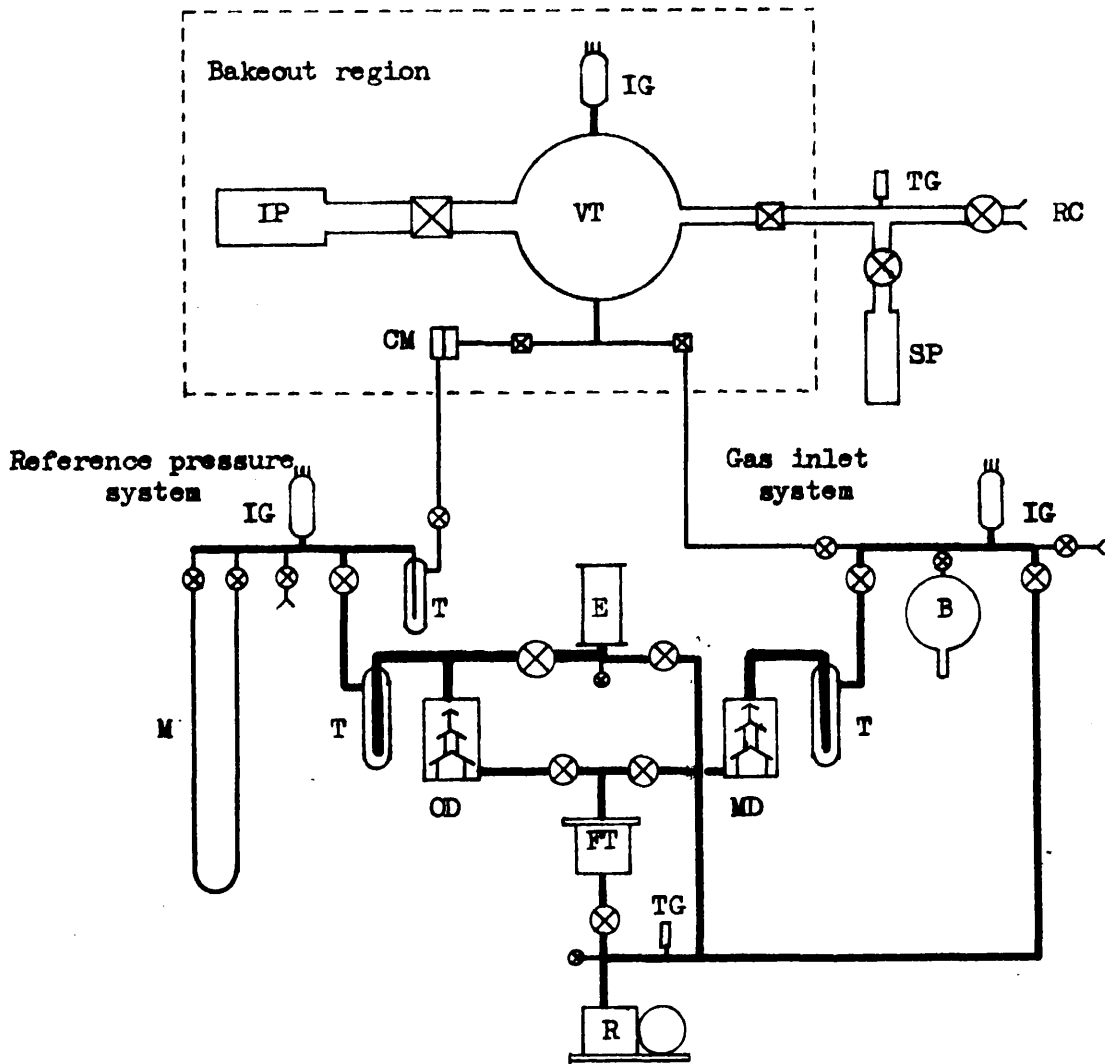 Bakeout region
IG
IP
VT
TG
RC
CM
SP
Reference pressure
system
Gas inlet
system
IG
IG
T
E
B
M
T
T
OD
MD
FT
TG
R